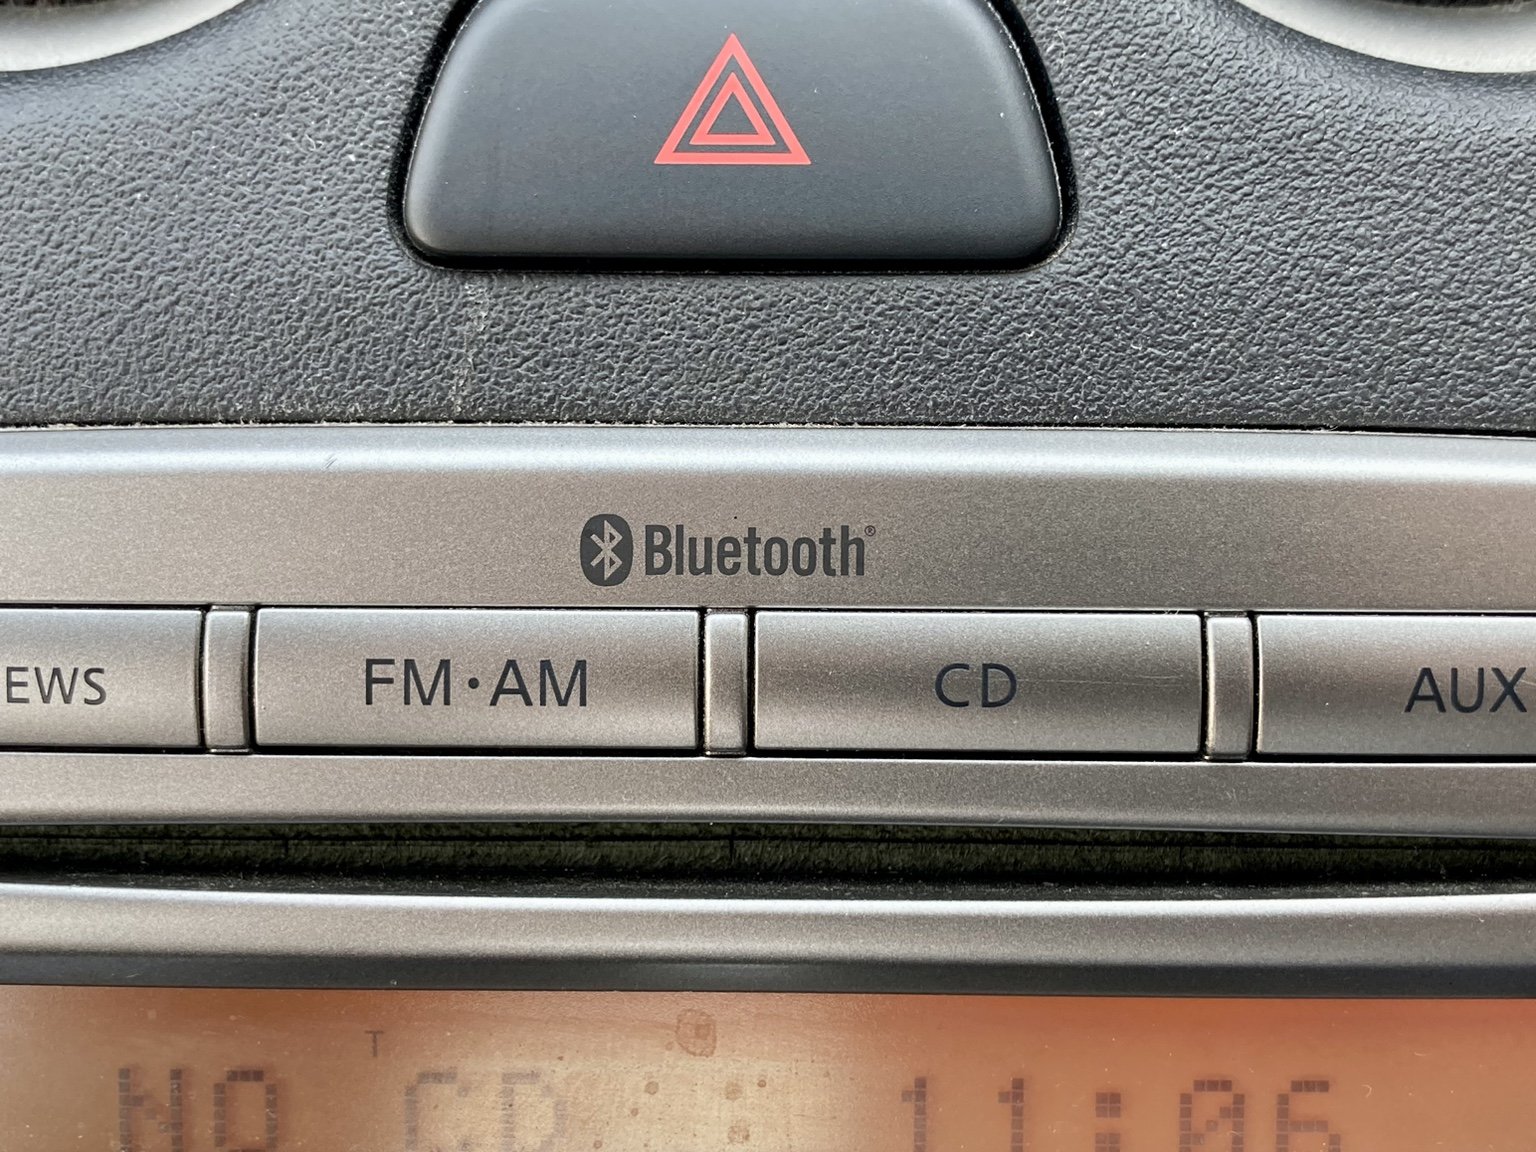 Bluetooth®
EWS FM·AM CD AUX
T
NO CD 11:06